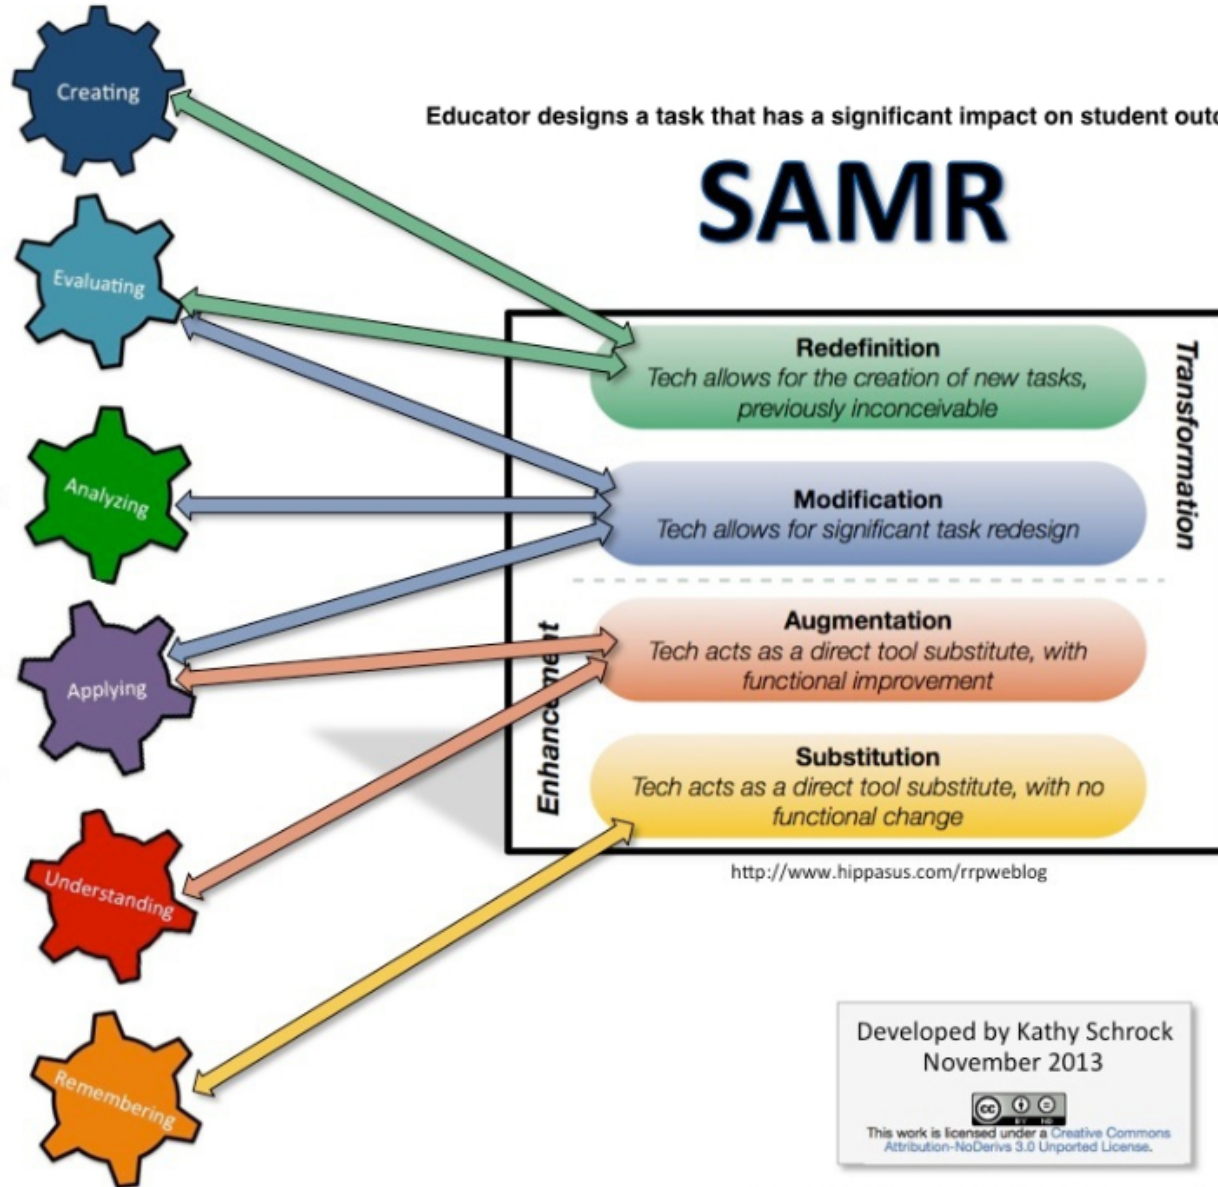 Creating
Educator designs a task that has a significant impact on student outc
SAMR
Evaluating
Redefinition
Tech allows for the creation of new tasks,
previously inconceivable
Transformation
Analyzing
Modification
Tech allows for significant task redesign
Applying
Augmentation
Tech acts as a direct tool substitute, with
functional improvement
Enhancement
Substitution
Tech acts as a direct tool substitute, with no
functional change
Understanding
http://www.hippasus.com/rrpweblog
Remembering
Developed by Kathy Schrock
November 2013
cc
BY ND
This work is licensed under a Creative Commons
Attribution-NoDerivs 3.0 Unported License.